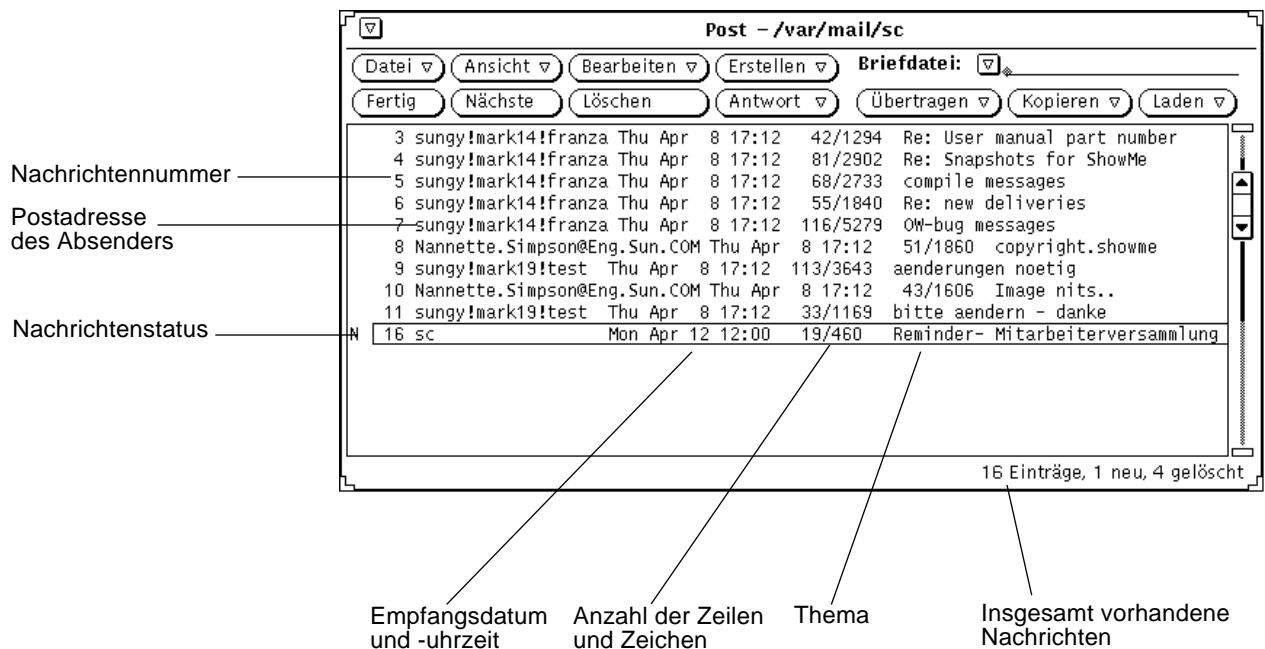 Post – /var/mail/sc
Datei Ansicht Bearbeiten Erstellen Briefdatei:
Fertig Nächste Löschen Antwort Übertragen Kopieren Laden
3 sungy!mark14!franza Thu Apr 8 17:12 42/1294 Re: User manual part number
4 sungy!mark14!franza Thu Apr 8 17:12 81/2902 Re: Snapshots for ShowMe
5 sungy!mark14!franza Thu Apr 8 17:12 68/2733 compile messages
6 sungy!mark14!franza Thu Apr 8 17:12 55/1840 Re: new deliveries
7 sungy!mark14!franza Thu Apr 8 17:12 116/5279 OW-bug messages
8 Nannette.Simpson@Eng.Sun.COM Thu Apr 8 17:12 51/1860 copyright.showme
9 sungy!mark19!test Thu Apr 8 17:12 113/3643 aenderungen noetig
10 Nannette.Simpson@Eng.Sun.COM Thu Apr 8 17:12 43/1606 Image nits..
11 sungy!mark19!test Thu Apr 8 17:12 33/1169 bitte aendern - danke
N 16 sc Mon Apr 12 12:00 19/460 Reminder- Mitarbeiterversammlung
16 Einträge, 1 neu, 4 gelöscht
Nachrichtennummer
Postadresse
des Absenders
Nachrichtenstatus
Empfangsdatum
und -uhrzeit
Anzahl der Zeilen
und Zeichen
Thema
Insgesamt vorhandene
Nachrichten